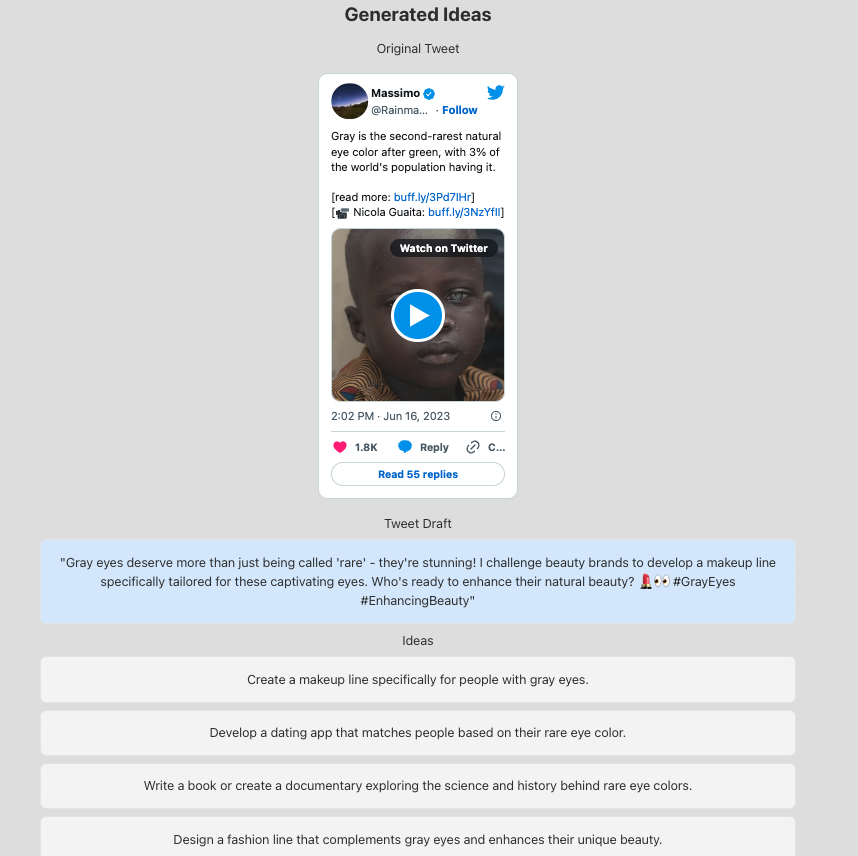 Generated Ideas
Original Tweet
Massimo
@Rainma... · Follow
Gray is the second-rarest natural
eye color after green, with 3% of
the world's population having it.
[read more: buff.ly/3Pd7lHr]
[📹 Nicola Guaita: buff.ly/3NzYfIl]
Watch on Twitter
2:02 PM · Jun 16, 2023
1.8K Reply C...
Read 55 replies
Tweet Draft
"Gray eyes deserve more than just being called 'rare' - they're stunning! I challenge beauty brands to develop a makeup line
specifically tailored for these captivating eyes. Who's ready to enhance their natural beauty? 💄👀 #GrayEyes
#EnhancingBeauty"
Ideas
Create a makeup line specifically for people with gray eyes.
Develop a dating app that matches people based on their rare eye color.
Write a book or create a documentary exploring the science and history behind rare eye colors.
Design a fashion line that complements gray eyes and enhances their unique beauty.